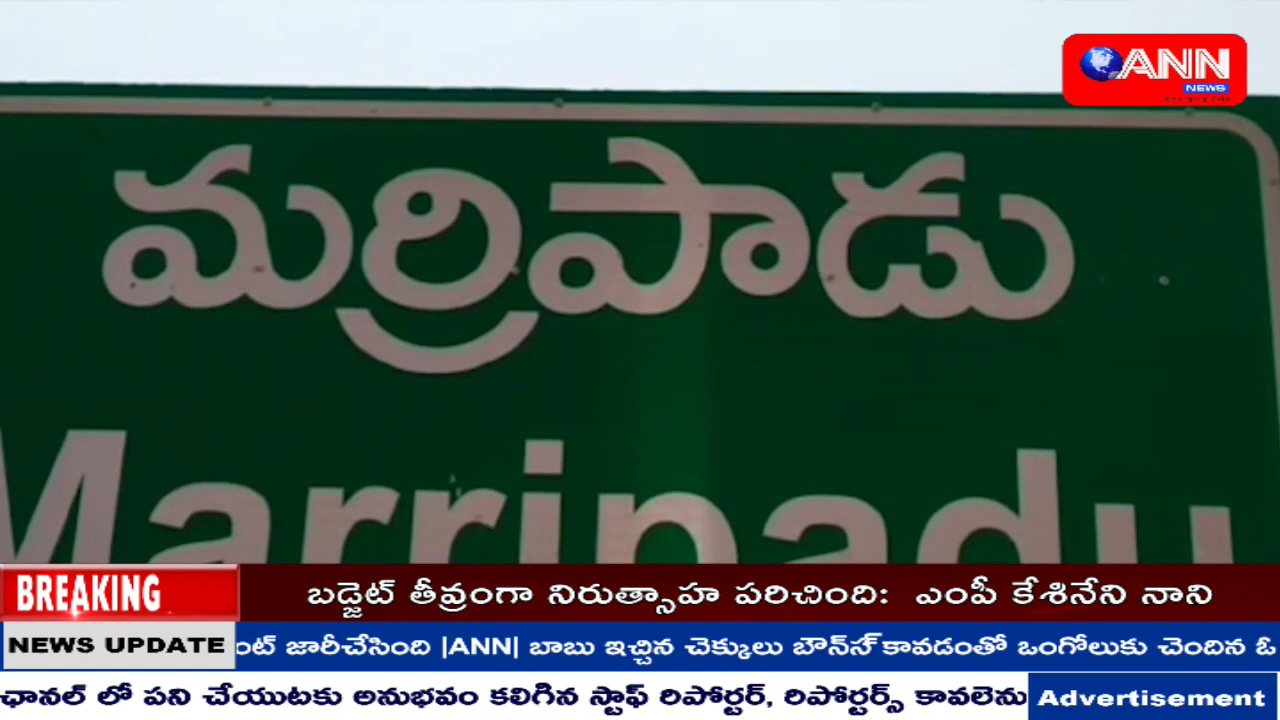 ANN
NEWS
మర్రిపాడు
Marripadu
BREAKING
బడ్జెట్ తీవ్రంగా నిరుత్సాహ పరిచింది: ఎంపీ కేశినేని నాని
NEWS UPDATE
ంట్ జారీచేసింది |ANN| బాబు ఇచ్చిన చెక్కులు బౌన్స్ కావడంతో ఒంగోలుకు చెందిన ఓ
ఛానల్ లో పని చేయుటకు అనుభవం కలిగిన స్టాఫ్ రిపోర్టర్, రిపోర్టర్స్ కావలెను
Advertisement